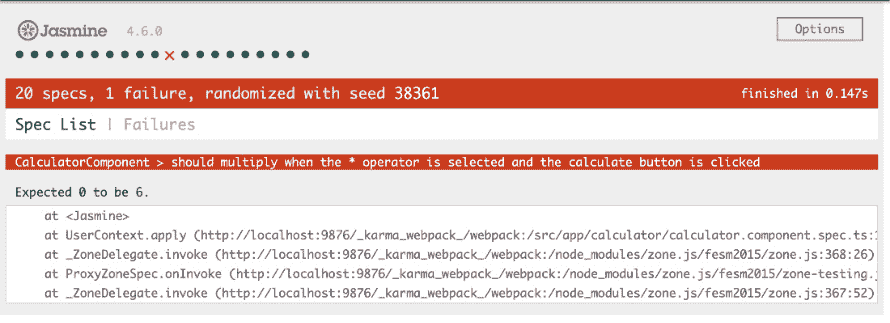 Jasmine 4.6.0
Options
20 specs, 1 failure, randomized with seed 38361
finished in 0.147s
Spec List | Failures
CalculatorComponent > should multiply when the * operator is selected and the calculate button is clicked
Expected 0 to be 6.
at <Jasmine>
at UserContext.apply (http://localhost:9876/_karma_webpack_/webpack:/src/app/calculator/calculator.component.spec.ts:
at _ZoneDelegate.invoke (http://localhost:9876/_karma_webpack_/webpack:/node_modules/zone.js/fesm2015/zone.js:368:26)
at ProxyZoneSpec.onInvoke (http://localhost:9876/_karma_webpack_/webpack:/node_modules/zone.js/fesm2015/zone-testing.
at _ZoneDelegate.invoke (http://localhost:9876/_karma_webpack_/webpack:/node_modules/zone.js/fesm2015/zone.js:367:52)